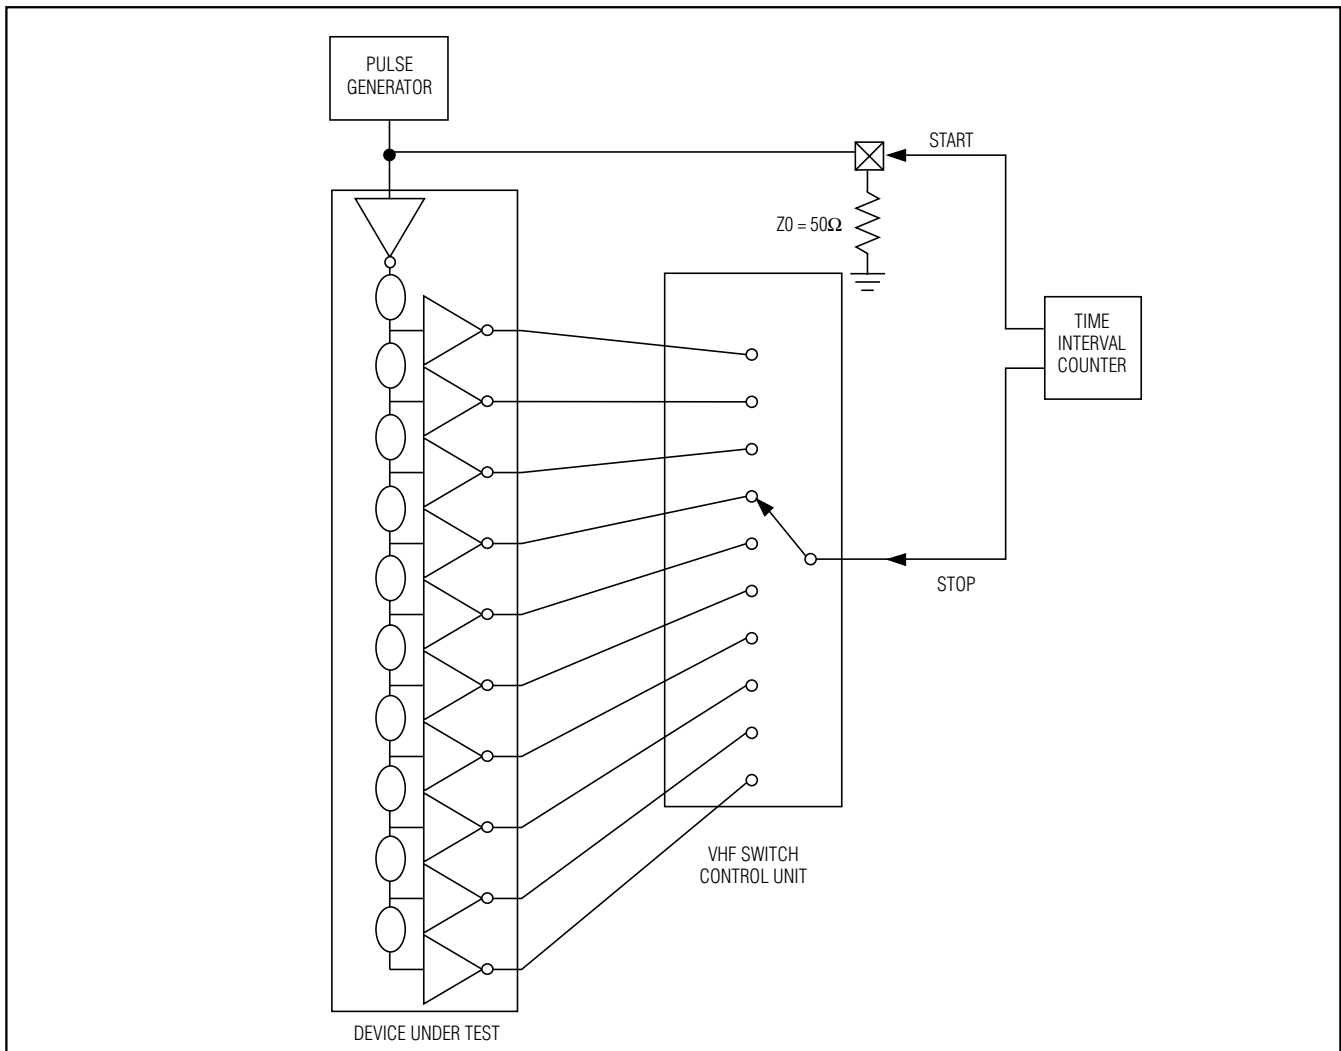 PULSE
GENERATOR
START
Z0 = 50Ω
TIME
INTERVAL
COUNTER
STOP
VHF SWITCH
CONTROL UNIT
DEVICE UNDER TEST